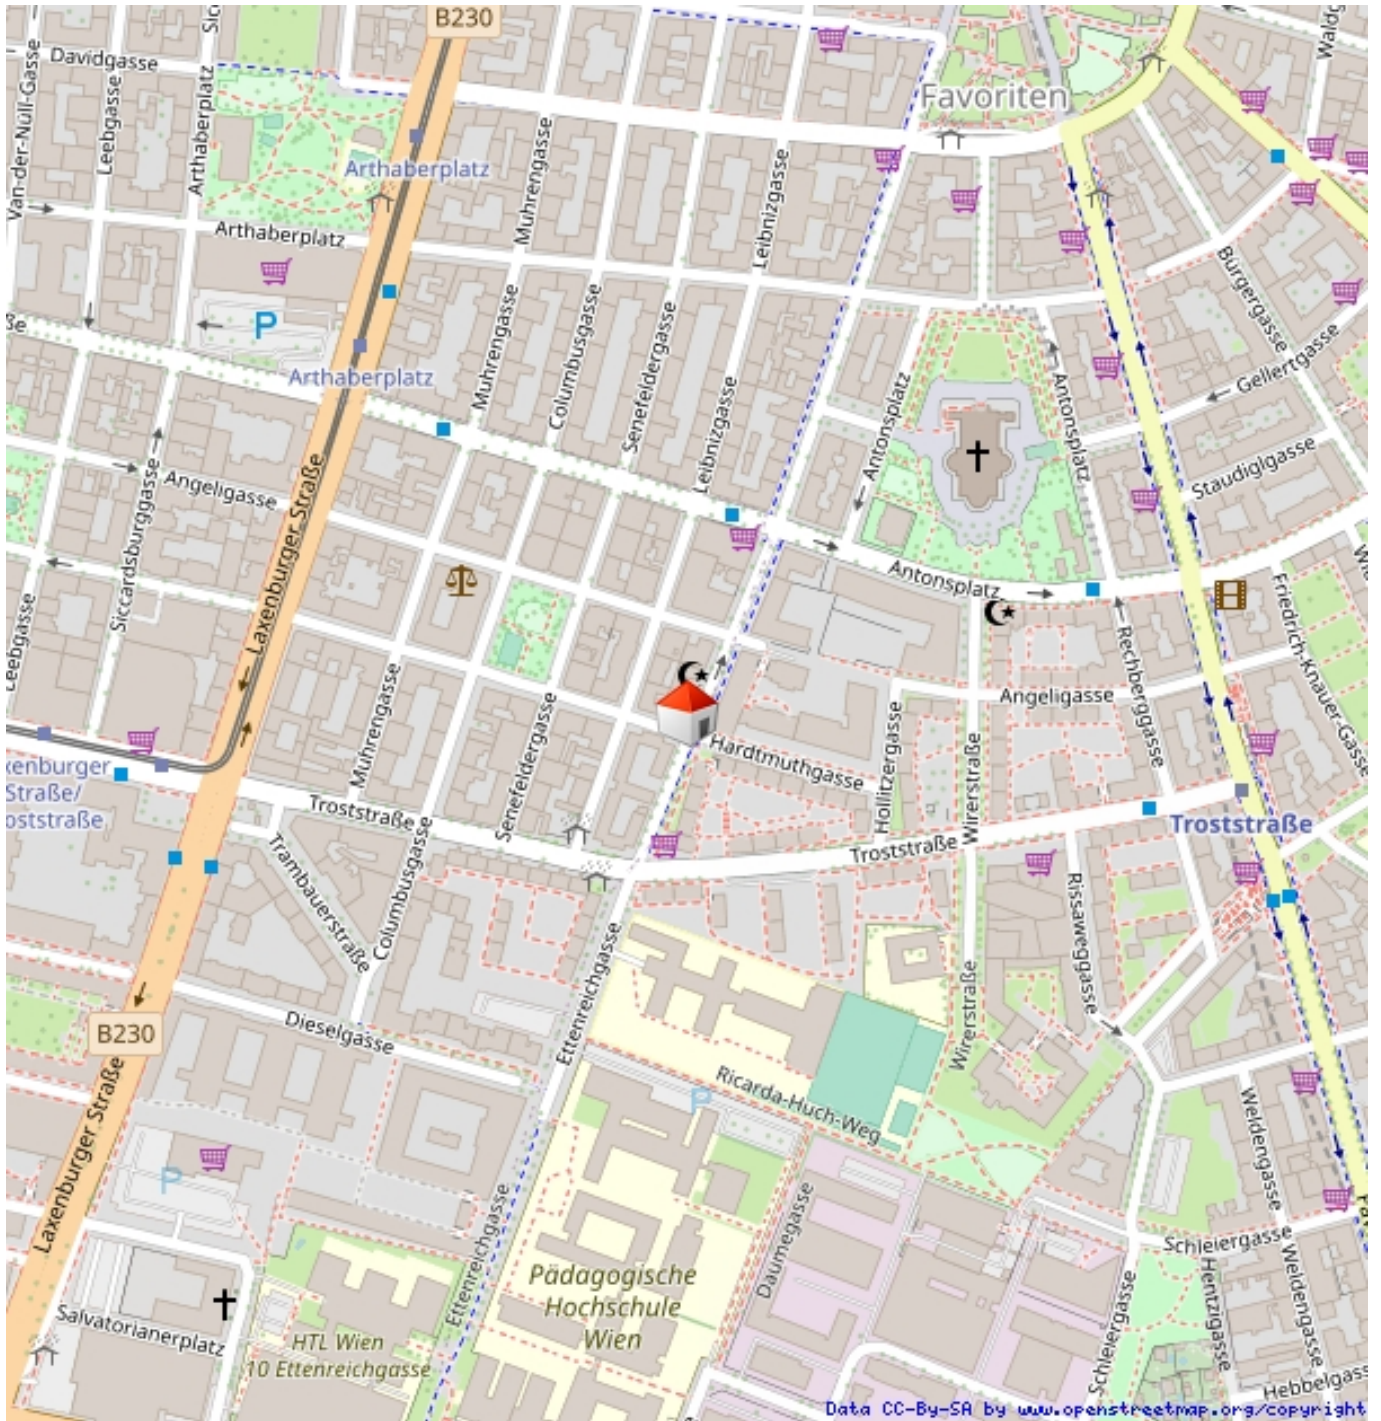 B230
Davidgasse
Favoriten
Arthaberplatz
Van-der-Nüll-Gasse
Leebgasse
Arthaberplatz
Muhrengasse
Leibnizgasse
Arthaberplatz
Bürgergasse
P
Arthaberplatz
Muhrengasse
Columbusgasse
Senefeldergasse
Leibnizgasse
Antonsplatz
Antonsplatz
Gellertgasse
Staudiglgasse
Angeligasse
Siccardsburggasse
Laxenburger Straße
Antonsplatz
Leebgasse
Muhrengasse
Senefeldergasse
Rechberggasse
Friedrich-Knauer-Gasse
Angeligasse
Hardtmuthgasse
Hollitzergasse
Wirerstraße
xenburger
Straße/
oststraße
Troststraße
Troststraße
Troststraße
Trambauerstraße
Columbusgasse
Rissaweggasse
Ettenreichgasse
Wirerstraße
B230
Dieselgasse
Laxenburger Straße
P
Ricarda-Huch-Weg
P
Weldengasse
Ettenreichgasse
Daumegasse
Schleiergasse
Pädagogische
Hochschule
Wien
Schleiergasse
Hentzigasse
Weldengasse
Salvatorianerplatz
HTL Wien
10 Ettenreichgasse
Hebbelgass
Data CC-By-SA by www.openstreetmap.org/copyright